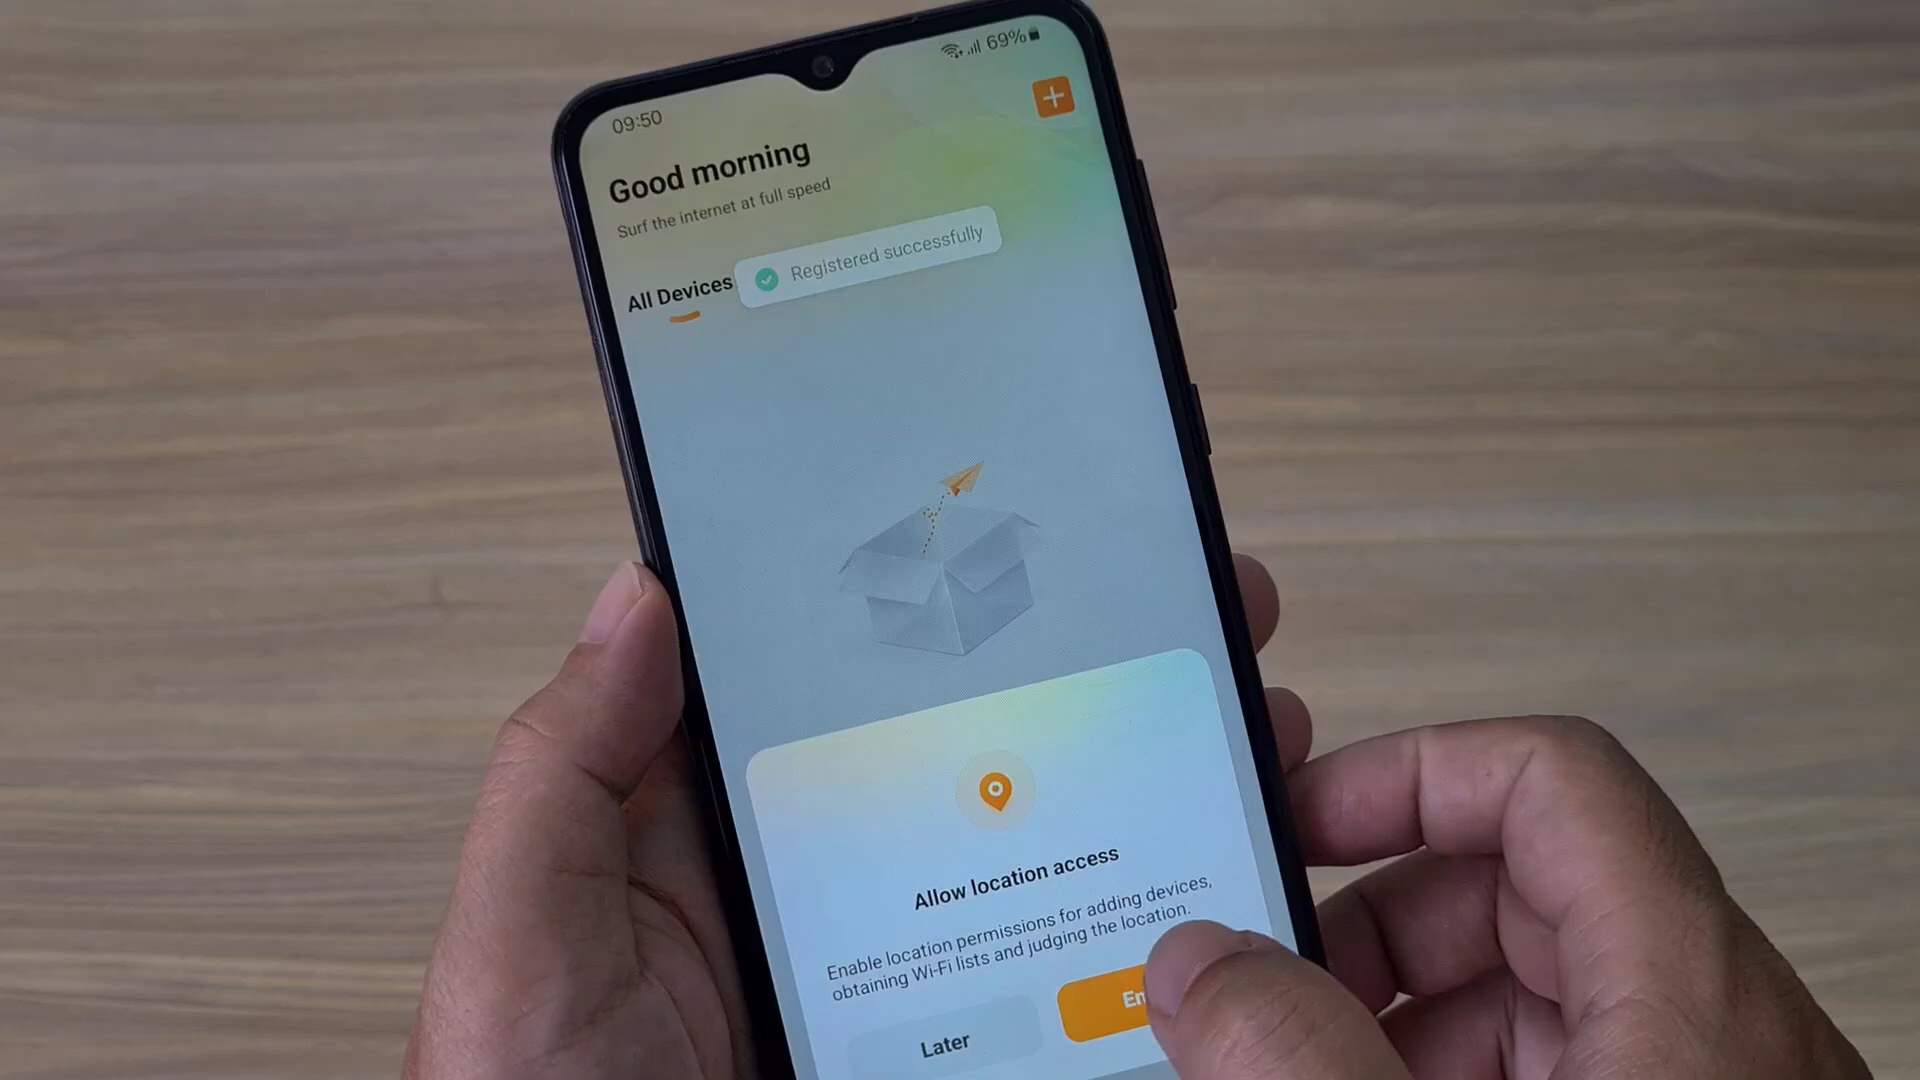 69%
09:50
Good morning
Surf the internet at full speed
Registered successfully
All Devices
Allow location access
Enable location permissions for adding devices,
obtaining Wi-Fi lists and judging the location.
Later